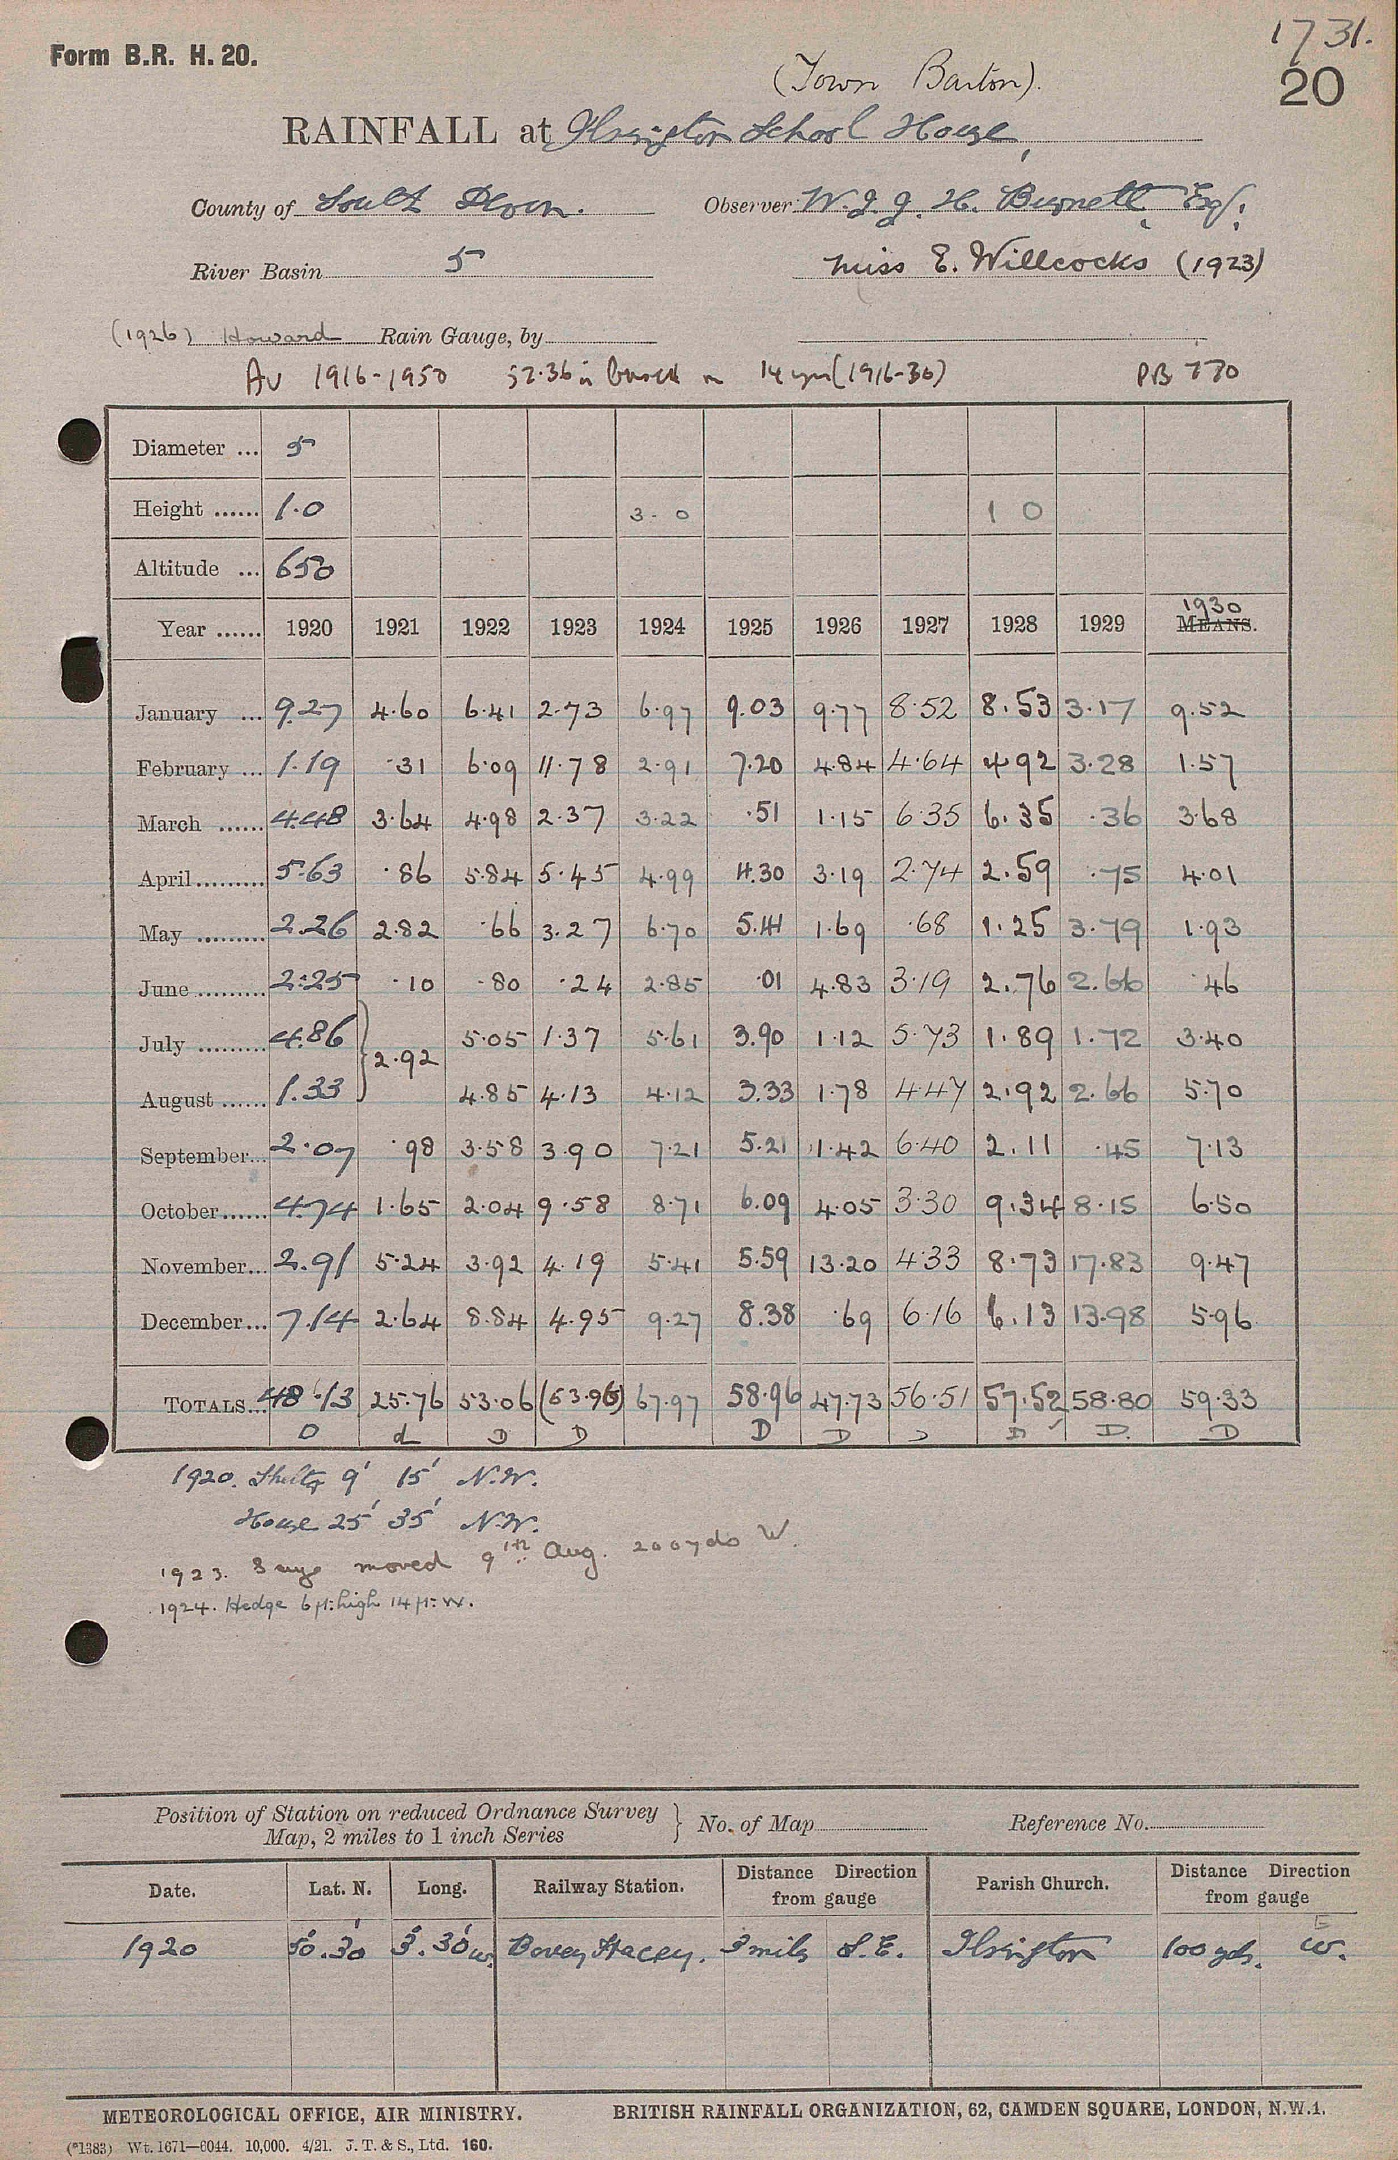 1731.
Form B.R. H. 20.
20
(Town Barton).
RAINFALL at Ilsington School House,
County of South Devon. Observer W. J. J. H. Burnett, Esq.
River Basin 5 Miss E. Willcocks (1923)
(1926) Howard Rain Gauge, by
Av 1916-1950 52.36 in based on 14 yrs (1916-30) PB 770
Diameter ... 5
Height ...... 1.0 3-0 1 0
Altitude ... 650
Year ...... 1920 1921 1922 1923 1924 1925 1926 1927 1928 1929 1930 MEANS.
January ... 9.27 4.60 6.41 2.73 6.97 9.03 9.77 8.52 8.53 3.17 9.52
February ... 1.19 .31 6.09 11.78 2.91 7.20 4.84 4.64 4.92 3.28 1.57
March ...... 4.48 3.64 4.98 2.37 3.22 .51 1.15 6.35 6.35 .36 3.68
April......... 5.63 .86 5.84 5.45 4.99 4.30 3.19 2.74 2.59 .75 4.01
May ......... 2.26 2.82 .66 3.27 6.70 5.41 1.69 .68 1.25 3.79 1.93
June ......... 2.25 .10 .80 .24 2.85 .01 4.83 3.19 2.76 2.66 .46
July ......... 4.86 } 2.92 5.05 1.37 5.61 3.90 1.12 5.73 1.89 1.72 3.40
August ...... 1.33 4.85 4.13 4.12 3.33 1.78 4.47 2.92 2.66 5.70
September... 2.07 .98 3.58 3.90 7.21 5.21 1.42 6.40 2.11 .45 7.13
October...... 4.74 1.65 2.04 9.58 8.71 6.09 4.05 3.30 9.34 8.15 6.50
November... 2.91 5.24 3.92 4.19 5.41 5.59 13.20 4.33 8.73 17.83 9.47
December... 7.14 2.64 8.84 4.95 9.27 8.38 .69 6.16 6.13 13.98 5.96
TOTALS... 48.13 25.76 53.06 (53.96) 67.97 58.96 47.73 56.51 57.52 58.80 59.33
D d D D D D D D D. D
1920. Shelter 9' 15' N.W.
House 25' 35' N.W.
1923. Gauge moved 9th Aug. 200 yds W.
1924. Hedge 6 ft: high 14 ft: W.
Position of Station on reduced Ordnance Survey
Map, 2 miles to 1 inch Series } No. of Map Reference No.
Date. Lat. N. Long. Railway Station. Distance Direction from gauge Parish Church. Distance Direction from gauge
E
1920 50°.30' 3°.30' W. Bovey Tracey. 3 miles S.E. Ilsington 100 yds. W.
METEOROLOGICAL OFFICE, AIR MINISTRY. BRITISH RAINFALL ORGANIZATION, 62, CAMDEN SQUARE, LONDON, N.W.1.
(*1383) Wt. 1671—6044. 10,000. 4/21. J. T. & S., Ltd. 160.